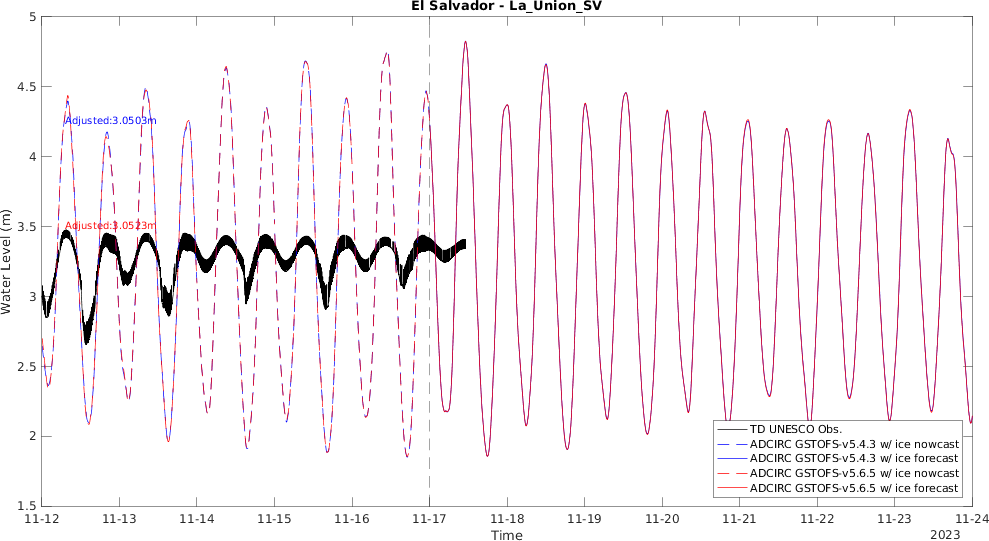 El Salvador - La_Union_SV
Water Level (m)
5
4.5
4
3.5
3
2.5
2
1.5
Adjusted:3.0503m
Adjusted:3.0523m
TD UNESCO Obs.
ADCIRC GSTOFS-v5.4.3 w/ ice nowcast
ADCIRC GSTOFS-v5.4.3 w/ ice forecast
ADCIRC GSTOFS-v5.6.5 w/ ice nowcast
ADCIRC GSTOFS-v5.6.5 w/ ice forecast
11-12 11-13 11-14 11-15 11-16 11-17 11-18 11-19 11-20 11-21 11-22 11-23 11-24
Time
2023